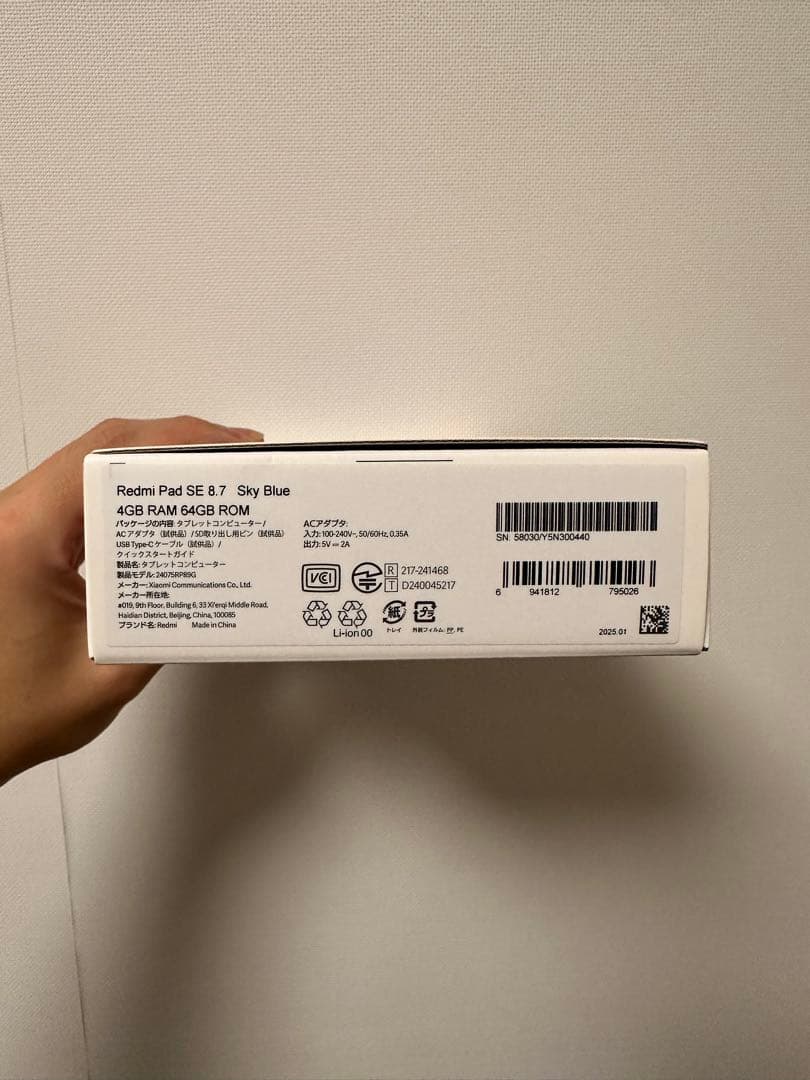 Redmi Pad SE 8.7 Sky Blue
4GB RAM 64GB ROM
パッケージの内容: タブレットコンピューター/
AC アダプタ（試供品）/SD取り出し用ピン（試供品）
USB Type-C ケーブル（試供品）/
クイックスタートガイド
製品名: タブレットコンピューター
製品モデル: 24075RP89G
メーカー: Xiaomi Communications Co., Ltd.
メーカー所在地:
#019, 9th Floor, Building 6, 33 Xi'erqi Middle Road,
Haidian District, Beijing, China, 100085
ブランド名: Redmi Made in China
ACアダプタ:
入力: 100-240V~, 50/60Hz, 0.35A
出力: 5V ⎓ 2A
VCCI
R 217-241468
T D240045217
Li-ion 00
紙
トレイ
プラ
外装フィルム: PP, PE
SN: 58030/Y5N300440
6 941812 795026
2025.01